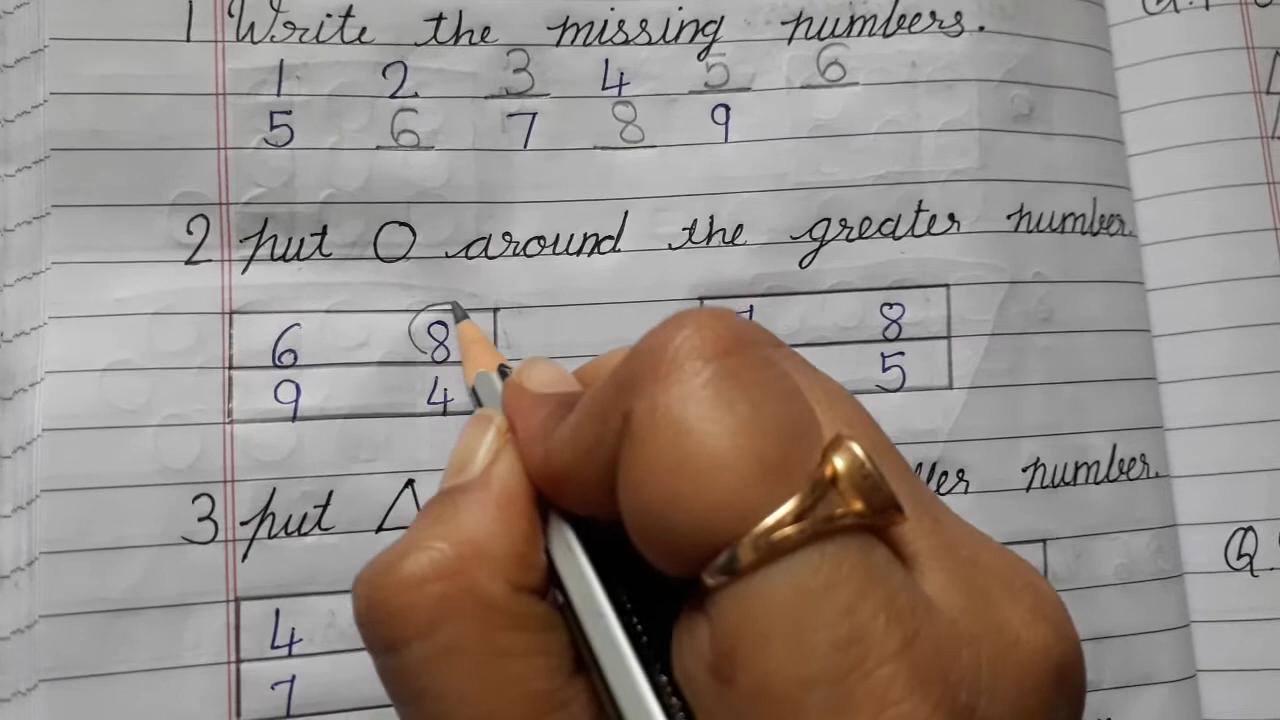 1 Write the missing numbers.
1 2 3 4 5 6
5 6 7 8 9
2 put O around the greater number.
6 8 8
9 4 5
3 put △ number.
4
7
Q.